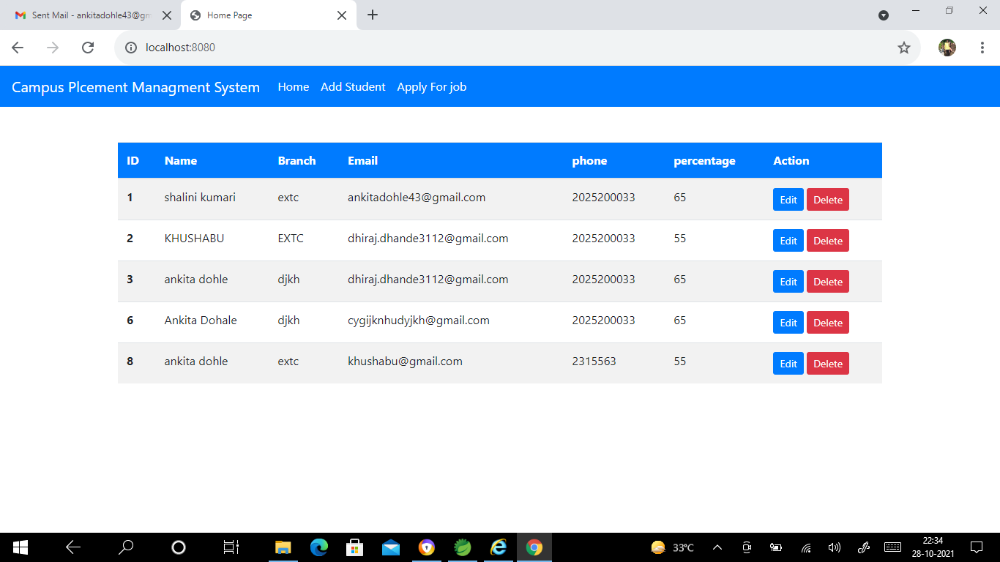 Sent Mail - ankitadohle43@gm
Home Page
localhost:8080
Campus Plcement Managment System Home Add Student Apply For job
ID Name Branch Email phone percentage Action
1 shalini kumari extc ankitadohle43@gmail.com 2025200033 65 Edit Delete
2 KHUSHABU EXTC dhiraj.dhande3112@gmail.com 2025200033 55 Edit Delete
3 ankita dohle djkh dhiraj.dhande3112@gmail.com 2025200033 65 Edit Delete
6 Ankita Dohale djkh cygijknhudyjkh@gmail.com 2025200033 65 Edit Delete
8 ankita dohle extc khushabu@gmail.com 2315563 55 Edit Delete
33°C
22:34
28-10-2021